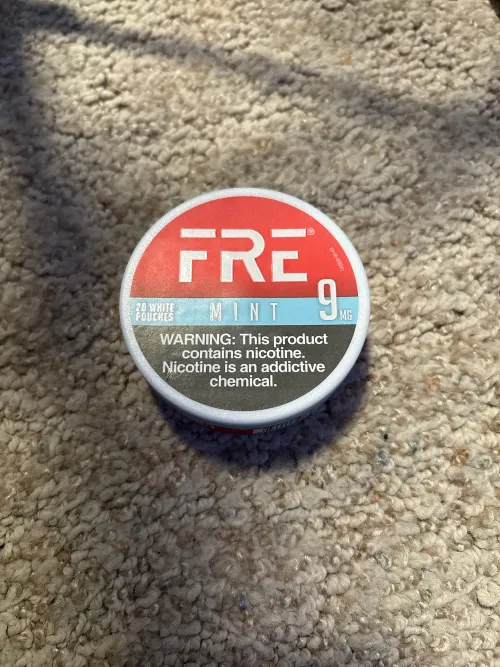 FRE®
20 WHITE
POUCHES
MINT
9 MG
WARNING: This product
contains nicotine.
Nicotine is an addictive
chemical.